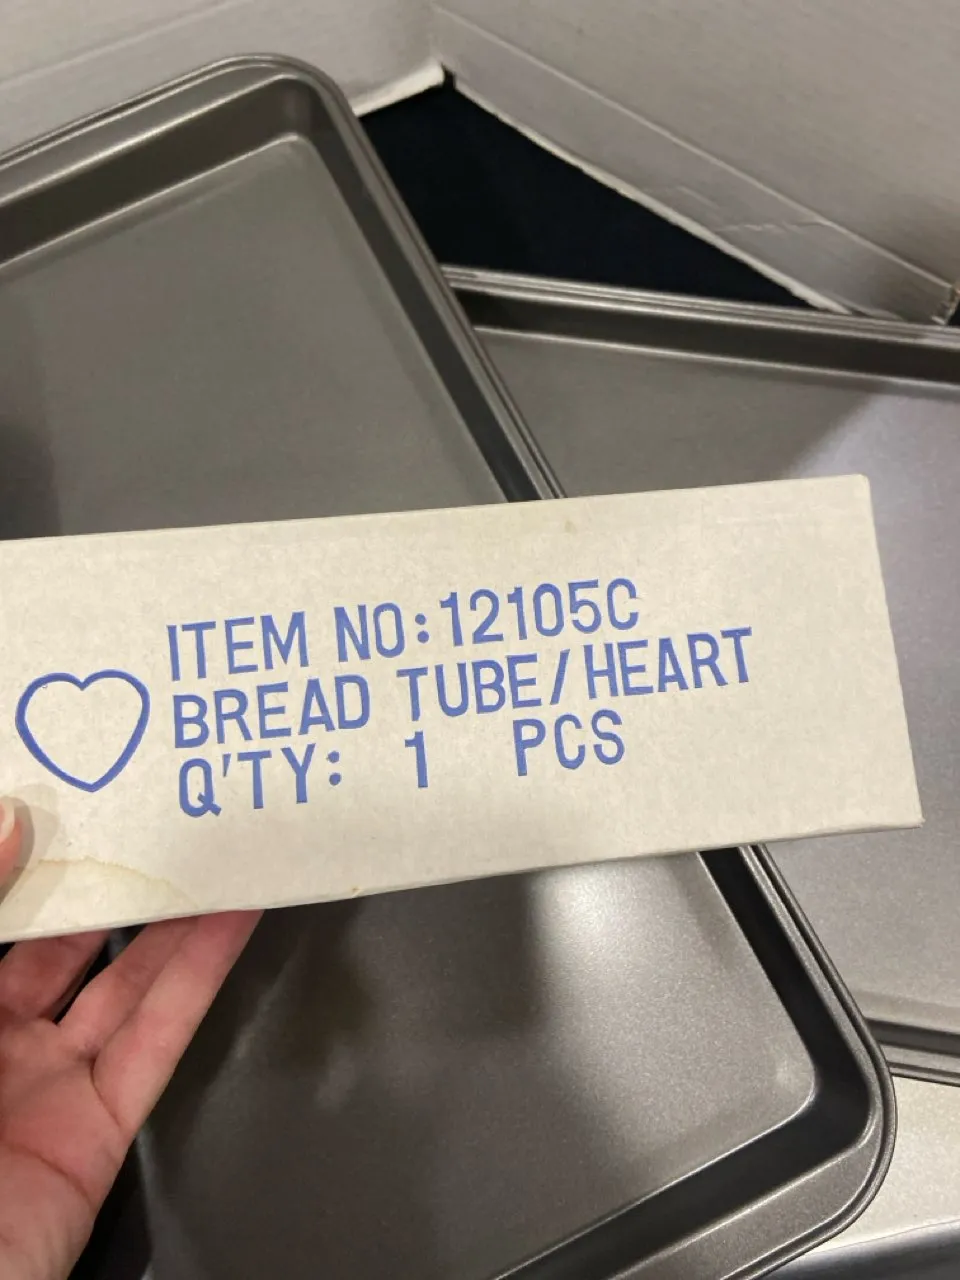 ITEM NO:12105C
BREAD TUBE/HEART
Q'TY: 1 PCS